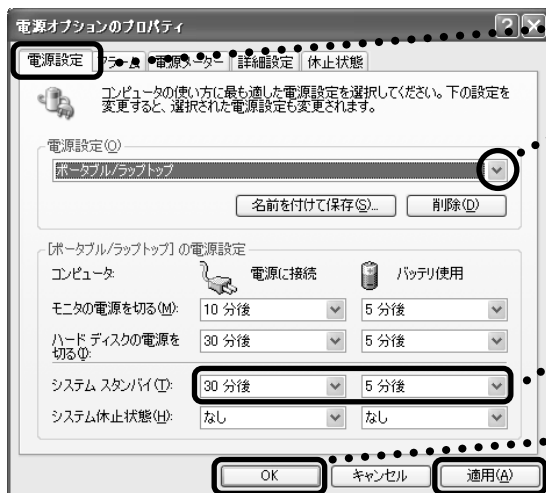 電源オプションのプロパティ
電源設定 アラーム 電源メーター 詳細設定 休止状態
コンピュータの使い方に最も適した電源設定を選択してください。下の設定を
変更すると、選択された電源設定も変更されます。
電源設定(O)
ポータブル/ラップトップ
名前を付けて保存(S)... 削除(D)
[ポータブル/ラップトップ] の電源設定
コンピュータ: 電源に接続 バッテリ使用
モニタの電源を切る(M): 10 分後 5 分後
ハード ディスクの電源を 30 分後 5 分後
切る(I):
システム スタンバイ(T): 30 分後 5 分後
システム休止状態(H): なし なし
OK キャンセル 適用(A)